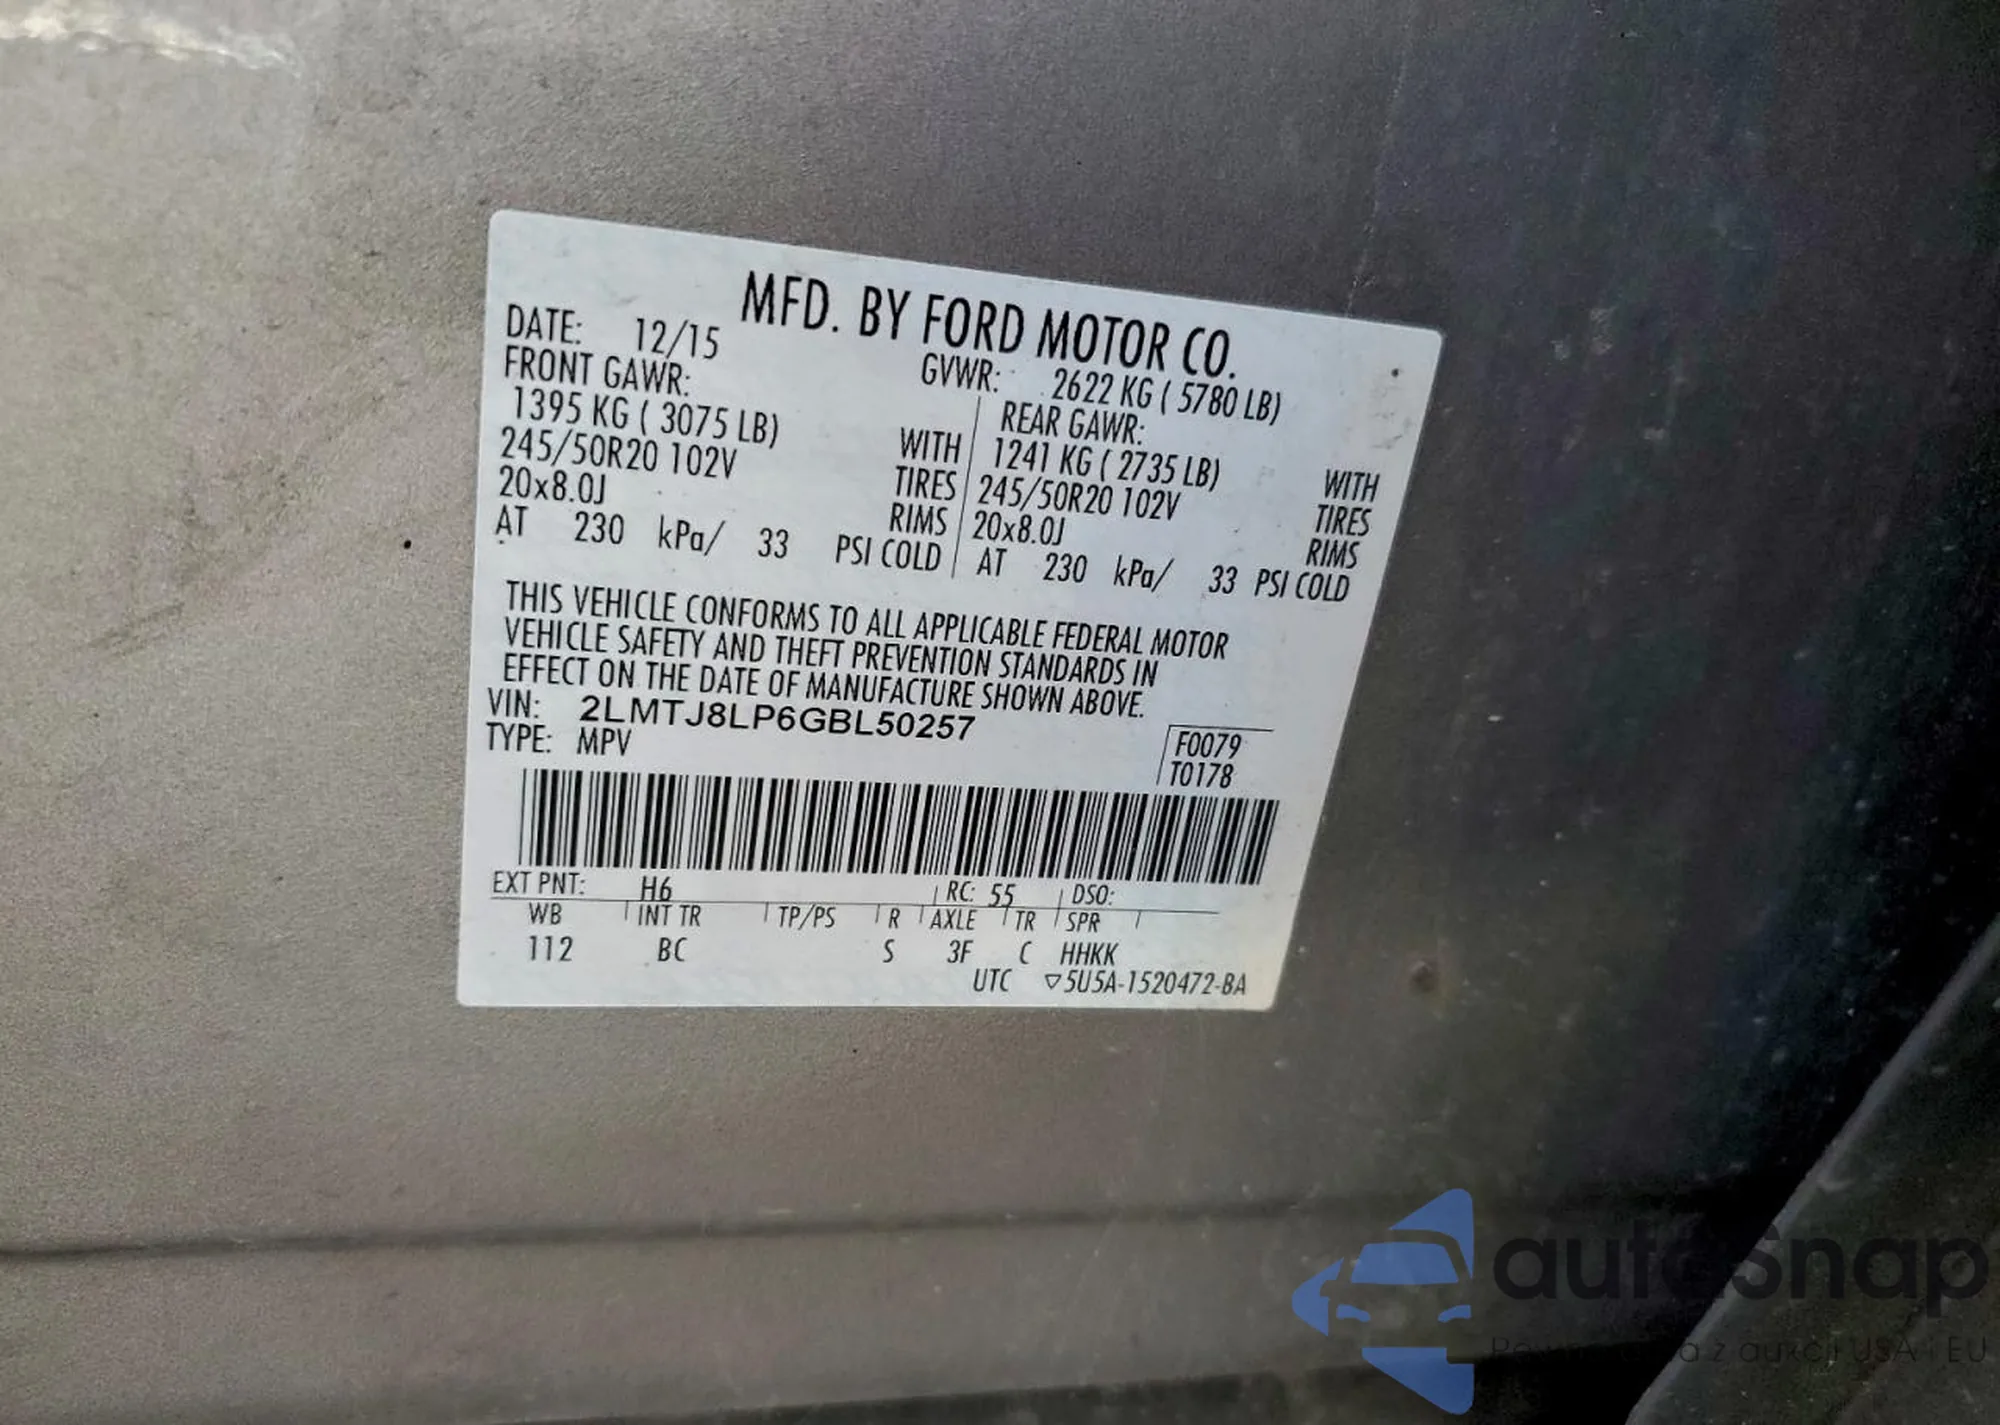 MFD. BY FORD MOTOR CO.
DATE: 12/15 GVWR: 2622 KG ( 5780 LB)
FRONT GAWR: REAR GAWR:
1395 KG ( 3075 LB) WITH 1241 KG ( 2735 LB) WITH
245/50R20 102V TIRES 245/50R20 102V TIRES
20x8.0J RIMS 20x8.0J RIMS
AT 230 kPa/ 33 PSI COLD AT 230 kPa/ 33 PSI COLD
THIS VEHICLE CONFORMS TO ALL APPLICABLE FEDERAL MOTOR
VEHICLE SAFETY AND THEFT PREVENTION STANDARDS IN
EFFECT ON THE DATE OF MANUFACTURE SHOWN ABOVE.
VIN: 2LMTJ8LP6GBL50257
TYPE: MPV
F0079
T0178
EXT PNT: H6 RC: 55 DSO:
WB INT TR TP/PS R AXLE TR SPR
112 BC S 3F C HHKK
UTC ▽5U5A-1520472-BA
autosnap
z aukcji USA i EU